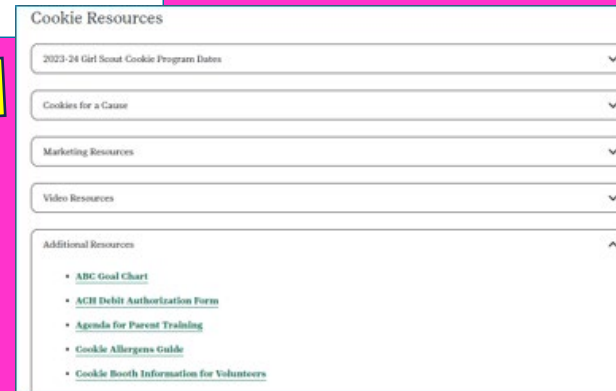 Cookie Resources
2023-24 Girl Scout Cookie Program Dates
Cookies for a Cause
Marketing Resources
Video Resources
Additional Resources
• ABC Goal Chart
• ACH Debit Authorization Form
• Agenda for Parent Training
• Cookie Allergens Guide
• Cookie Booth Information for Volunteers